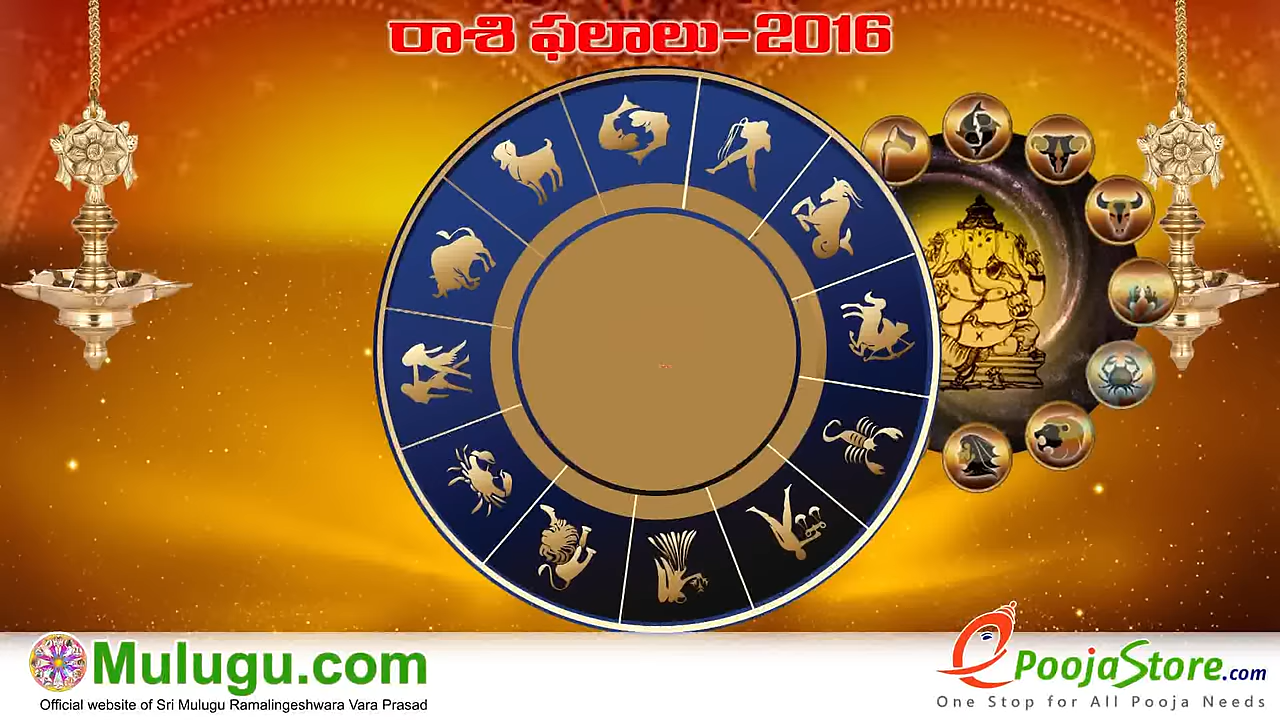 రాశి ఫలాలు-2016
Mulugu.com
Official website of Sri Mulugu Ramalingeshwara Vara Prasad
ePoojaStore.com
One Stop for All Pooja Needs